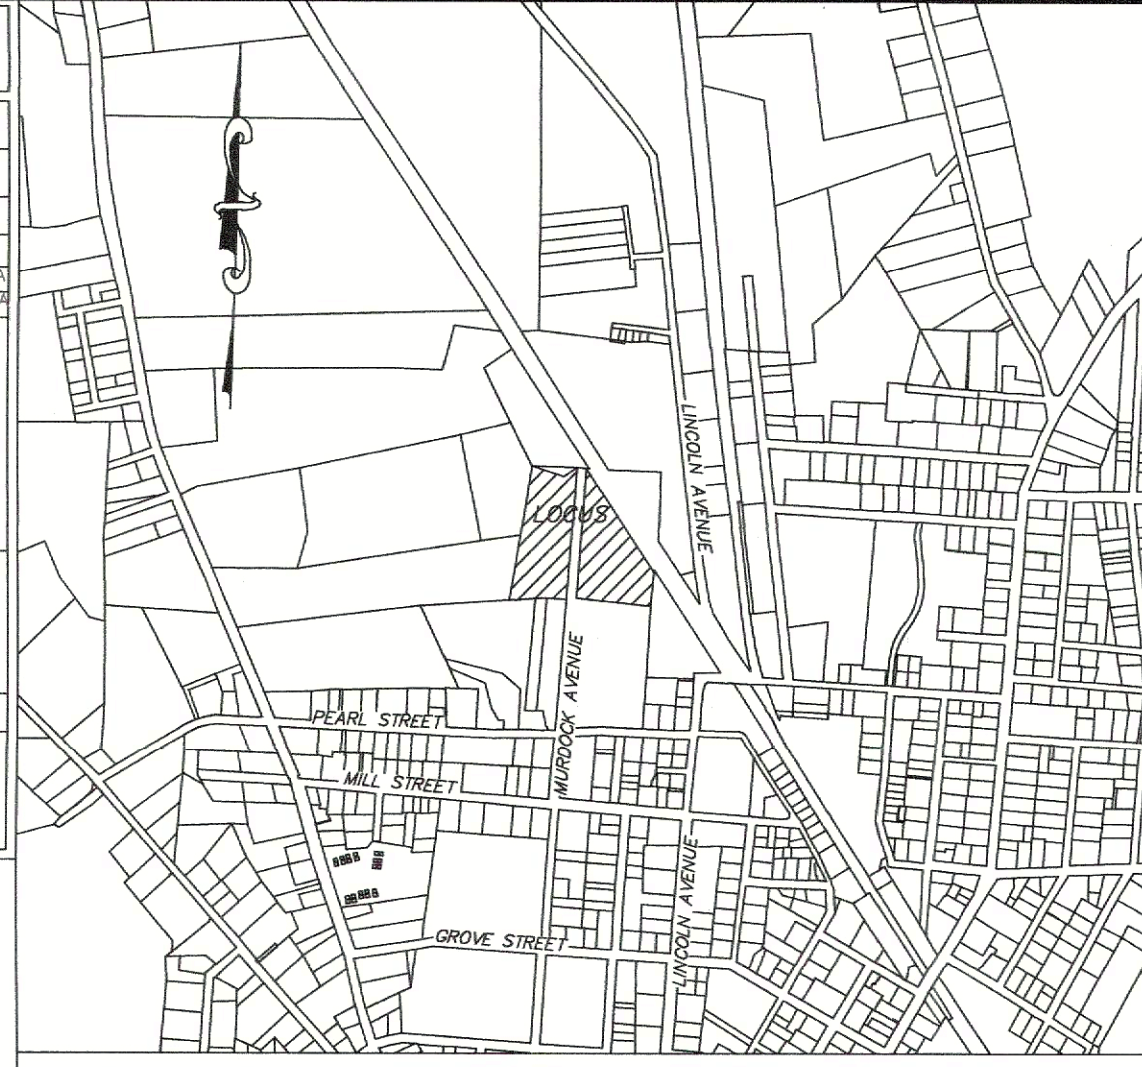 LINCOLN AVENUE
LOCUS
MURDOCK AVENUE
PEARL STREET
MILL STREET
LINCOLN AVENUE
GROVE STREET